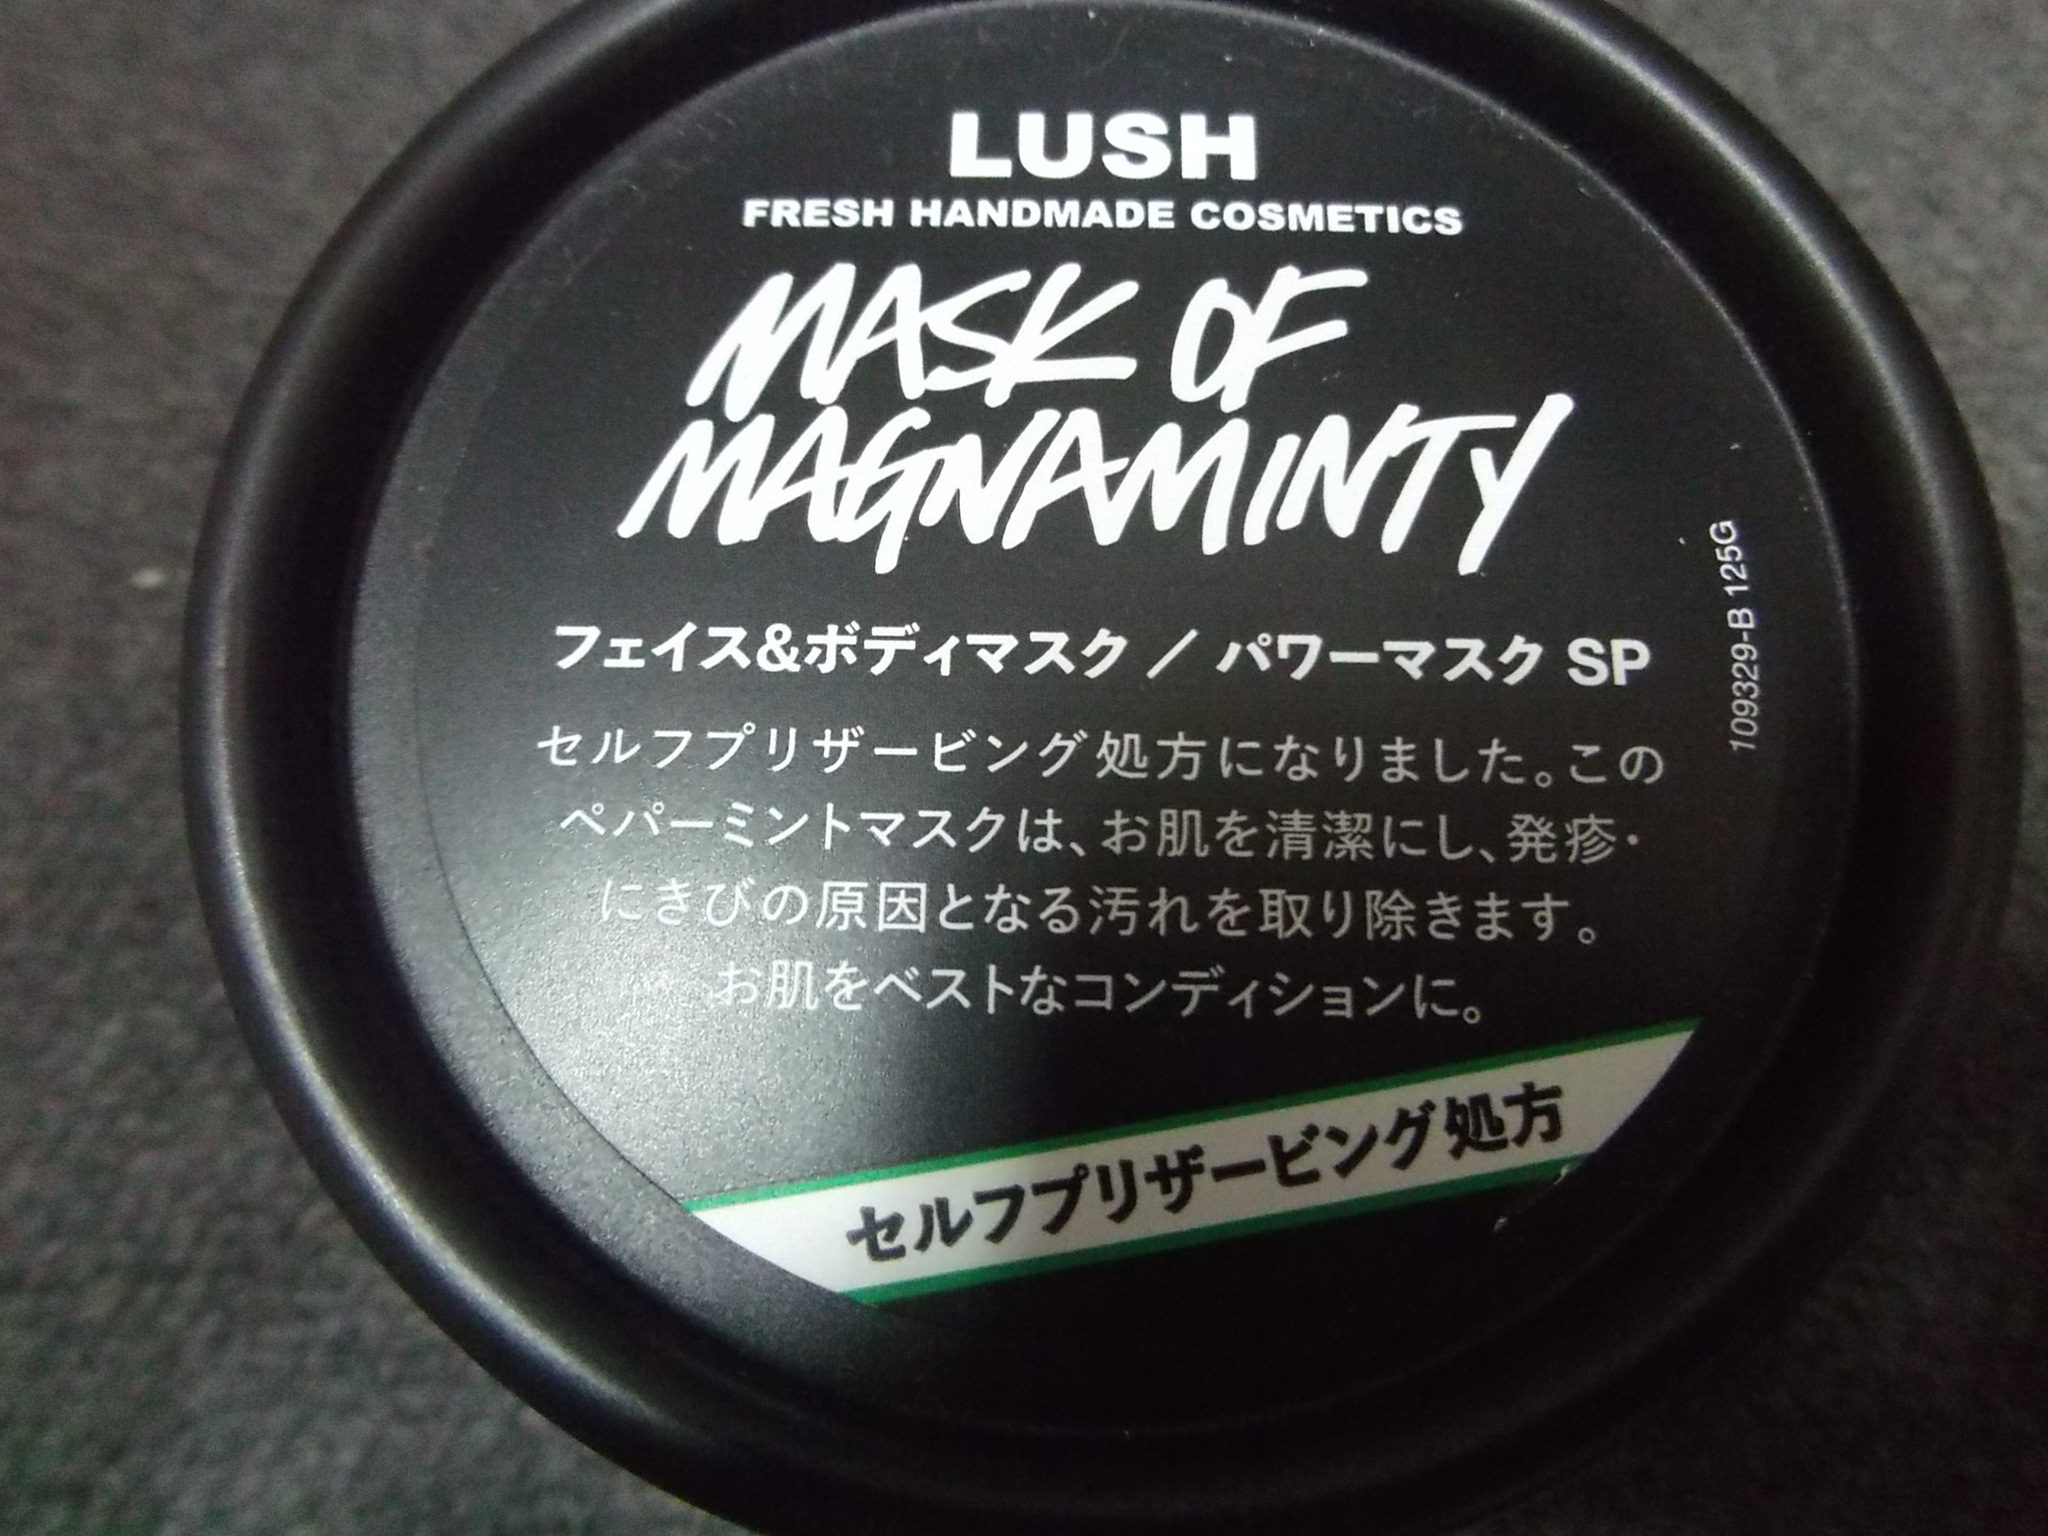 LUSH
FRESH HANDMADE COSMETICS
MASK OF
MAGNAMINTY
フェイス&ボディマスク／パワーマスク SP
セルフプリザービング処方になりました。この
ペパーミントマスクは、お肌を清潔にし、発疹・
にきびの原因となる汚れを取り除きます。
お肌をベストなコンディションに。
セルフプリザービング処方
109329-B 125G